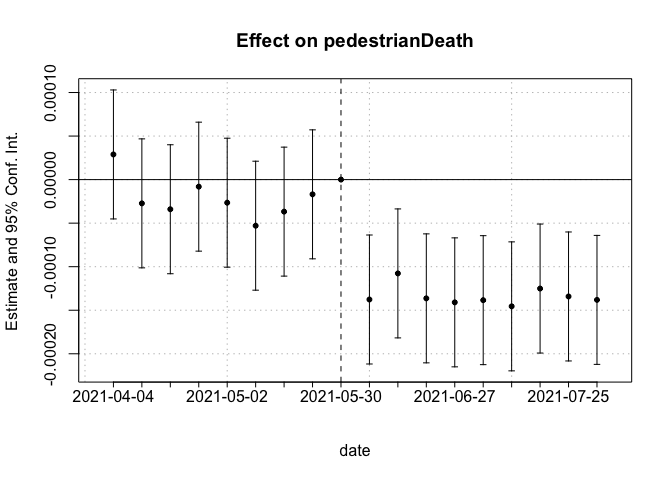 Effect on pedestrianDeath
Estimate and 95% Conf. Int.
0.00010
0.00000
-0.00010
-0.00020
2021-04-04 2021-05-02 2021-05-30 2021-06-27 2021-07-25
date